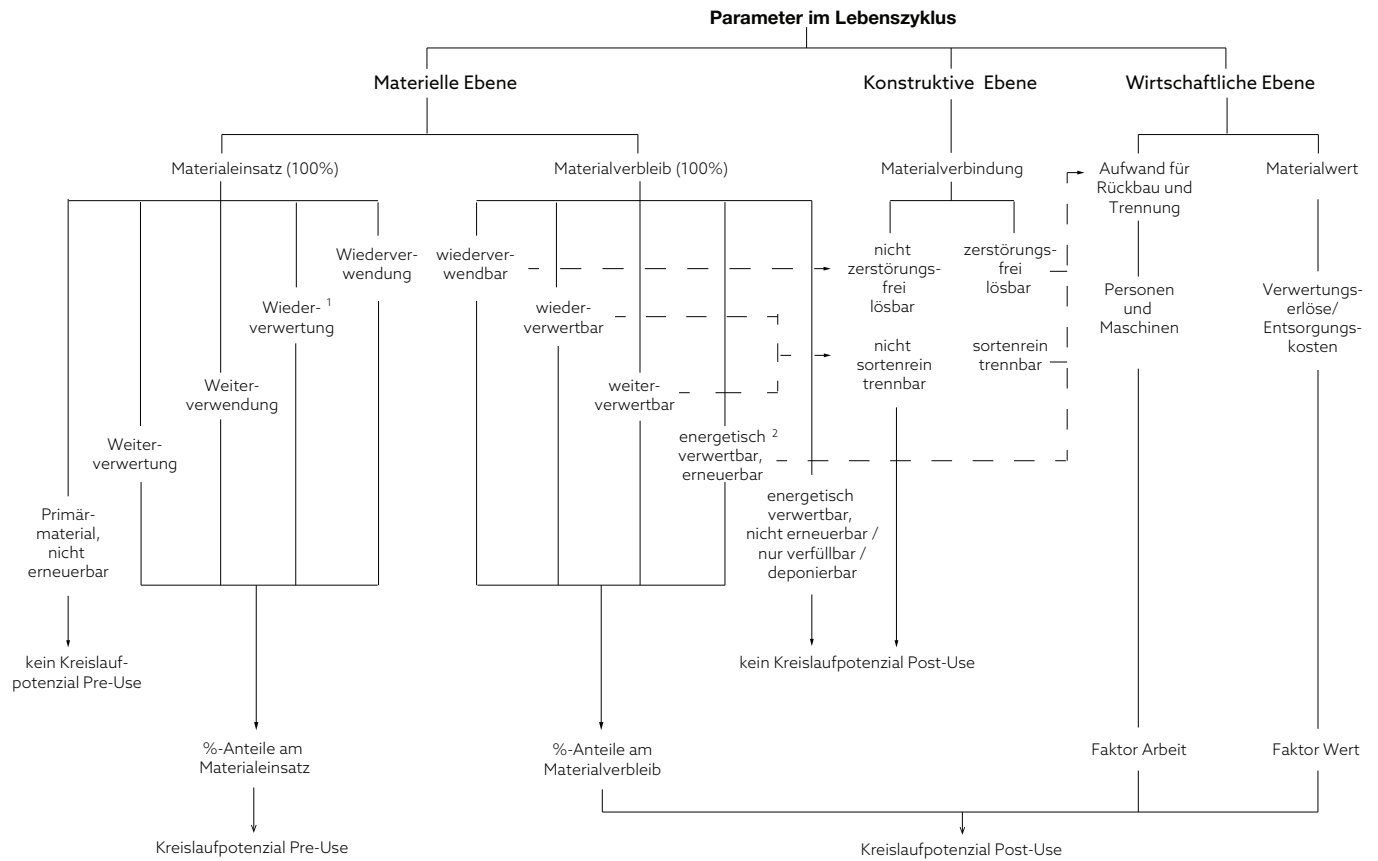 Parameter im Lebenszyklus
Materielle Ebene
Konstruktive Ebene
Wirtschaftliche Ebene
Materialeinsatz (100%)
Materialverbleib (100%)
Materialverbindung
Aufwand für
Rückbau und
Trennung
Materialwert
Wiederver-
wendung
Wieder- 1
verwertung
Weiter-
verwendung
Weiter-
verwertung
Primär-
material,
nicht
erneuerbar
wiederver-
wendbar
wieder-
verwertbar
weiter-
verwertbar
energetisch 2
verwertbar,
erneuerbar
energetisch
verwertbar,
nicht erneuerbar /
nur verfüllbar /
deponierbar
nicht
zerstörungs-
frei
lösbar
zerstörungs-
frei
lösbar
nicht
sortenrein
trennbar
sortenrein
trennbar
Personen
und
Maschinen
Verwertungs-
erlöse/
Entsorgungs-
kosten
kein Kreislauf-
potenzial Pre-Use
kein Kreislaufpotenzial Post-Use
%-Anteile am
Materialeinsatz
%-Anteile am
Materialverbleib
Faktor Arbeit
Faktor Wert
Kreislaufpotenzial Pre-Use
Kreislaufpotenzial Post-Use